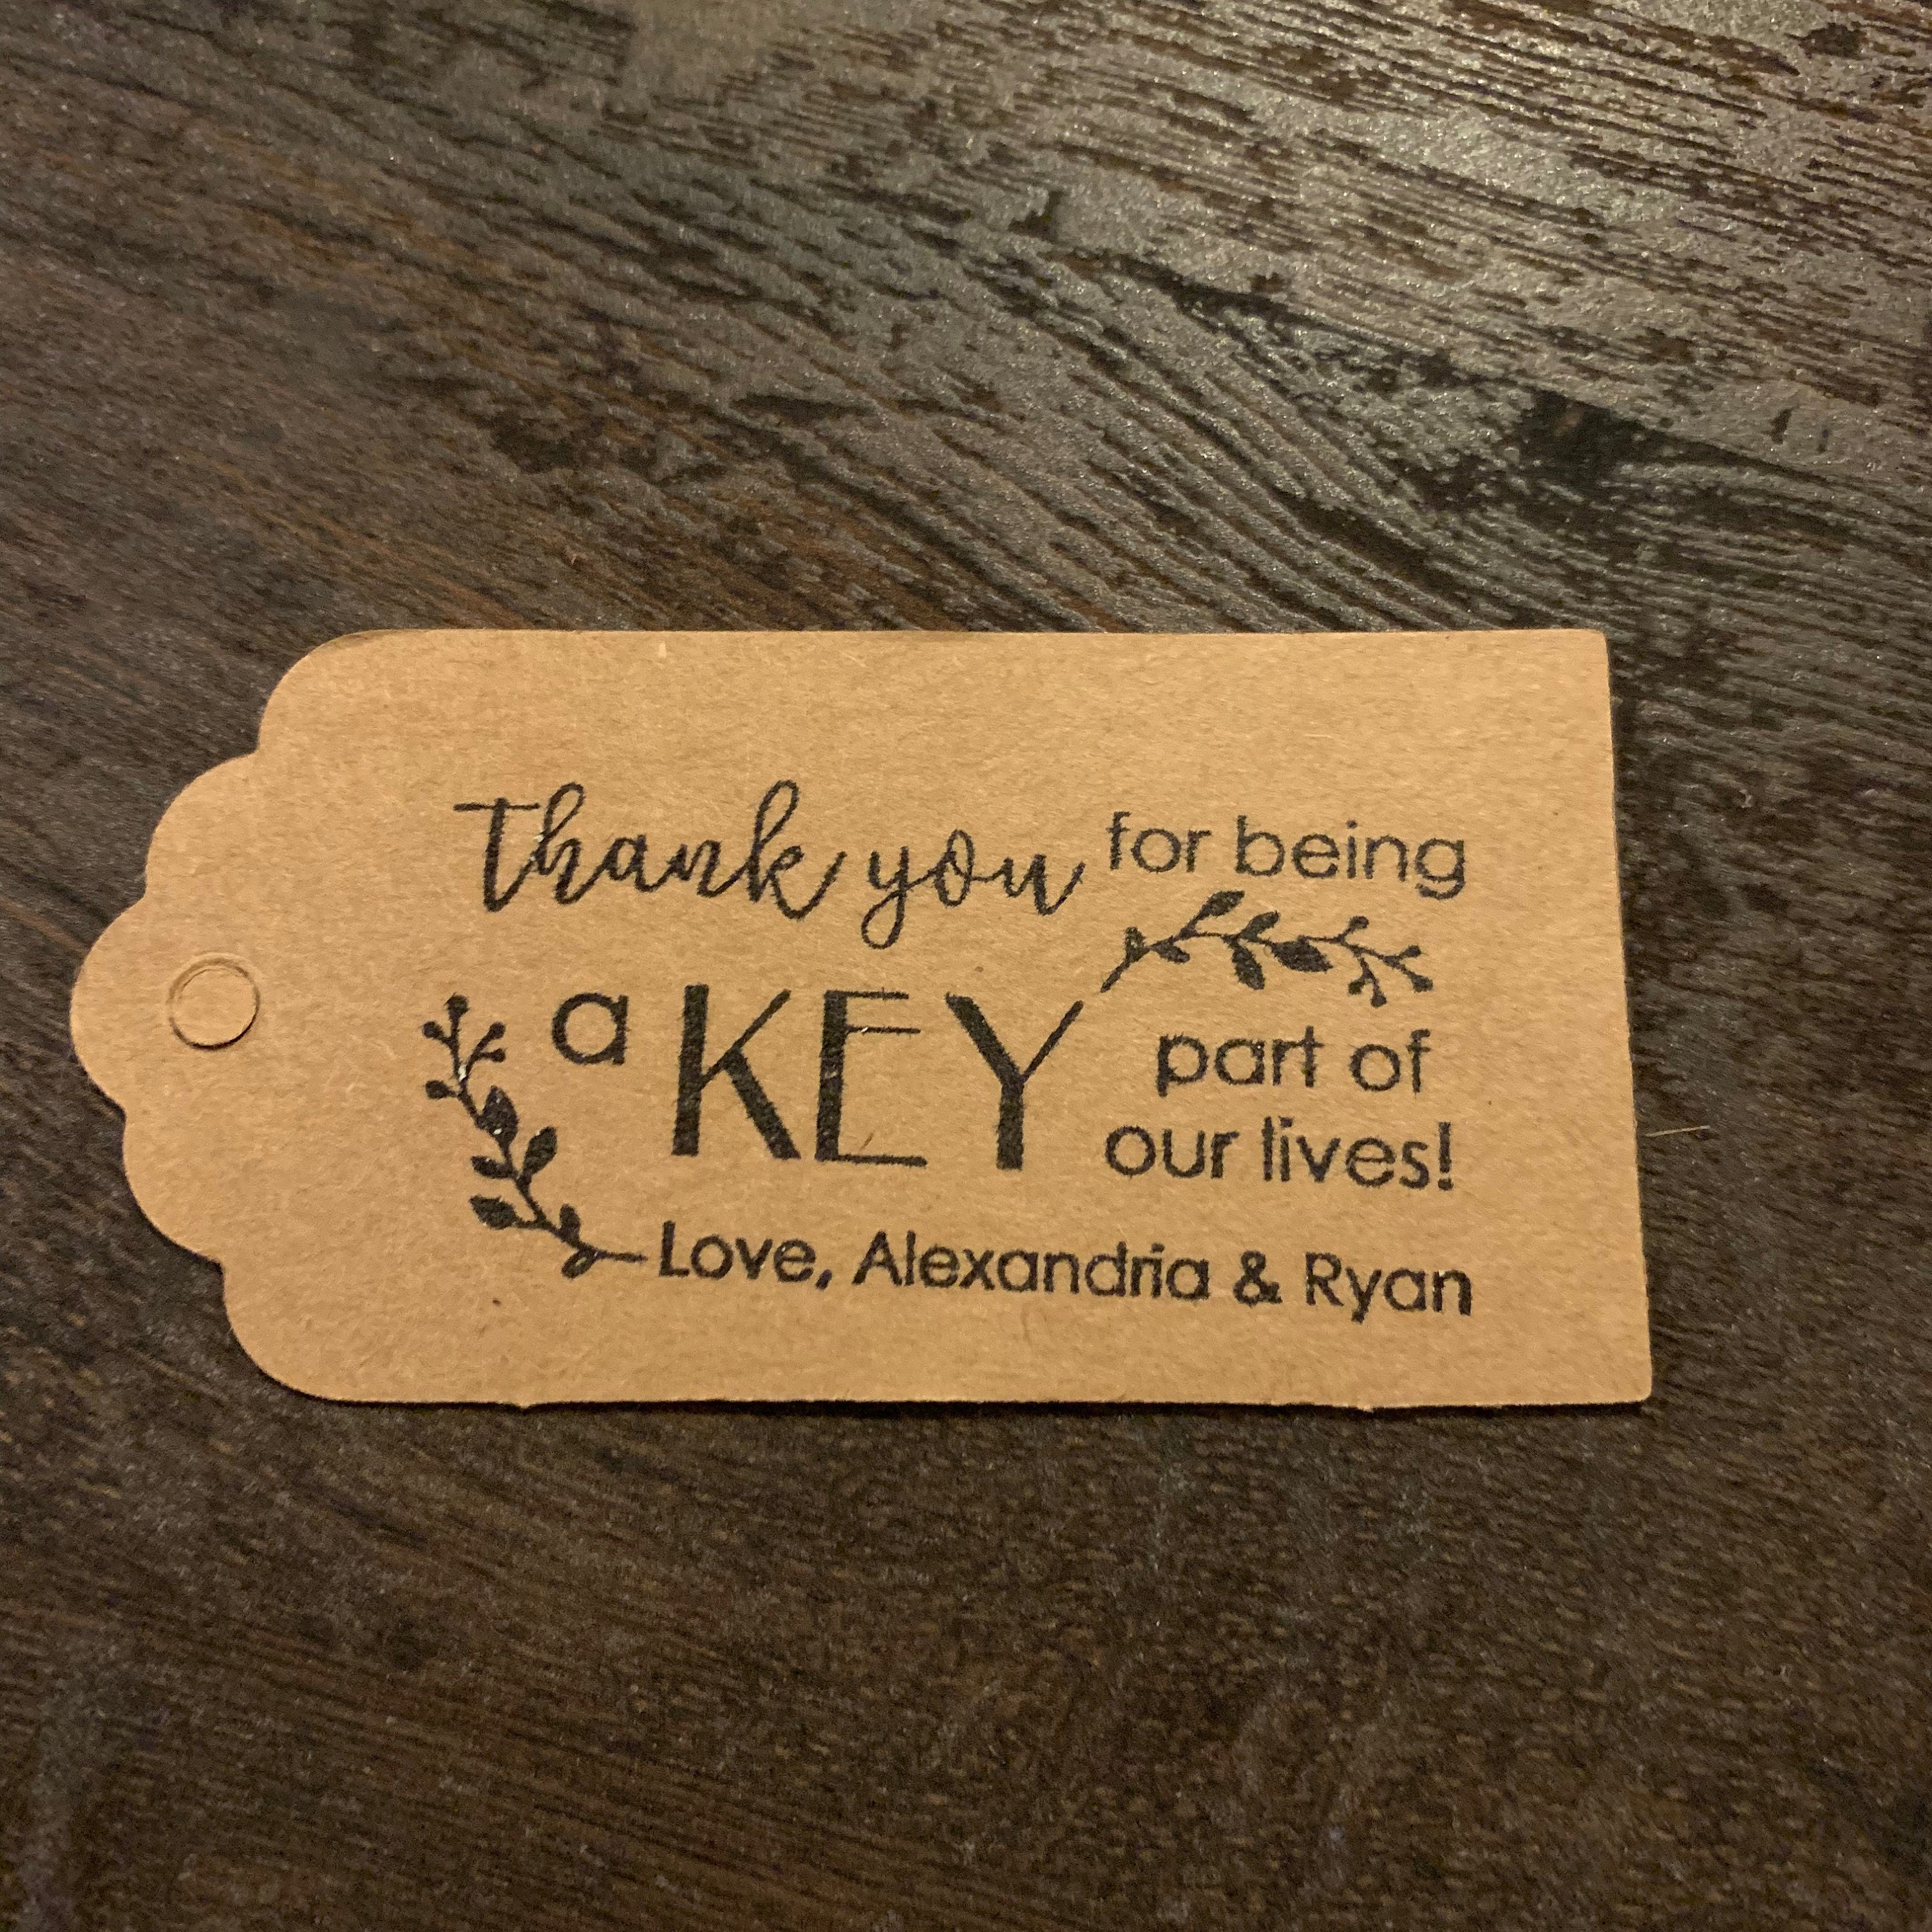 Thank you for being
a KEY part of
our lives!
Love, Alexandria & Ryan